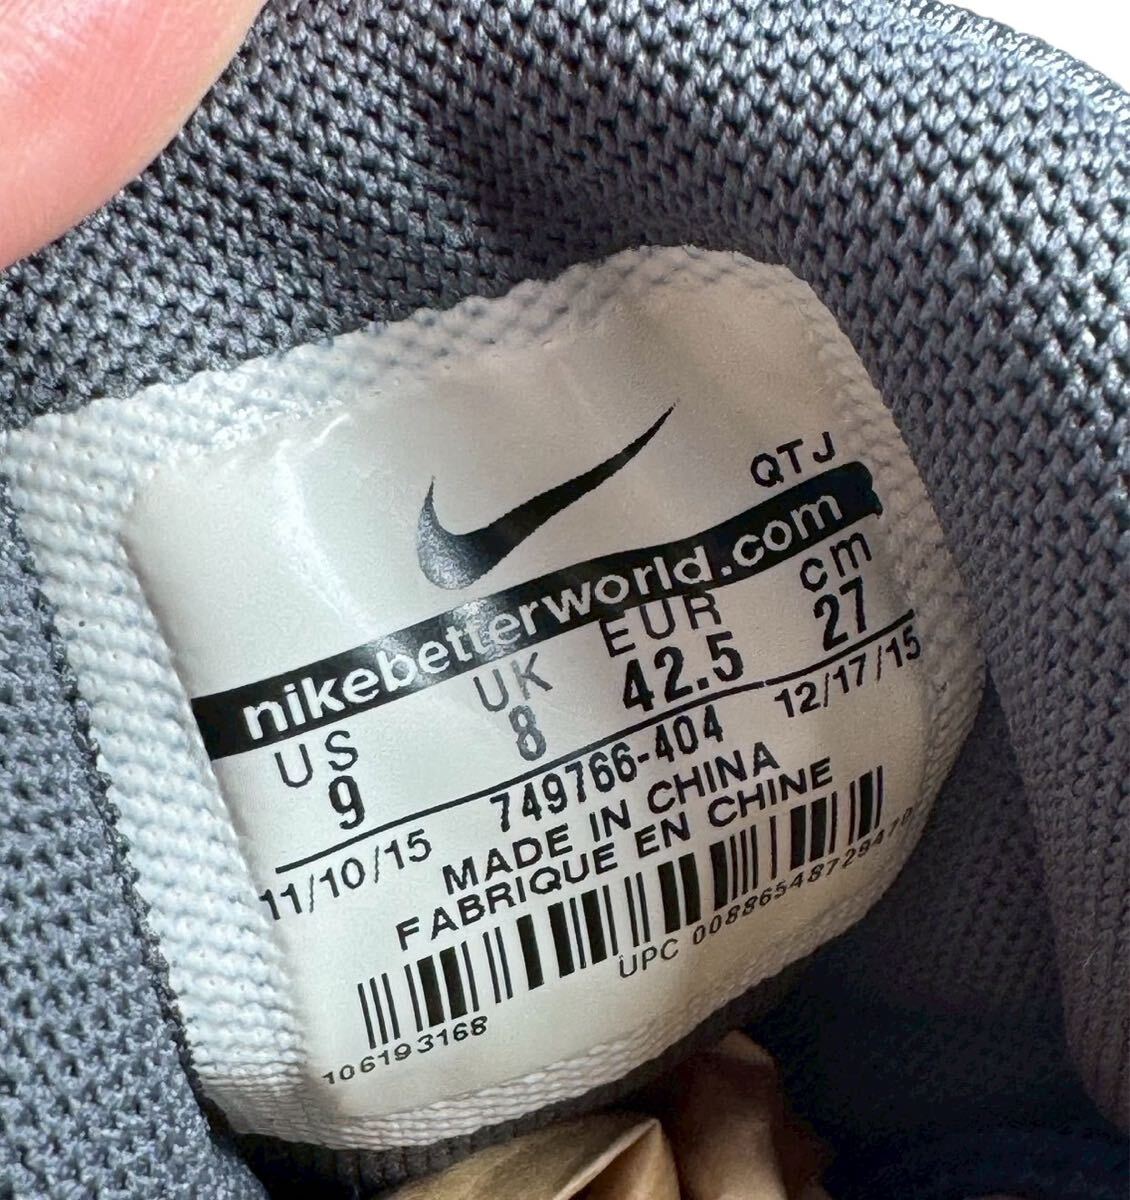 QTJ
nikebetterworld.com
US UK EUR cm
9 8 42.5 27
11/10/15 749766-404 12/17/15
MADE IN CHINA
FABRIQUE EN CHINE
UPC
106193168